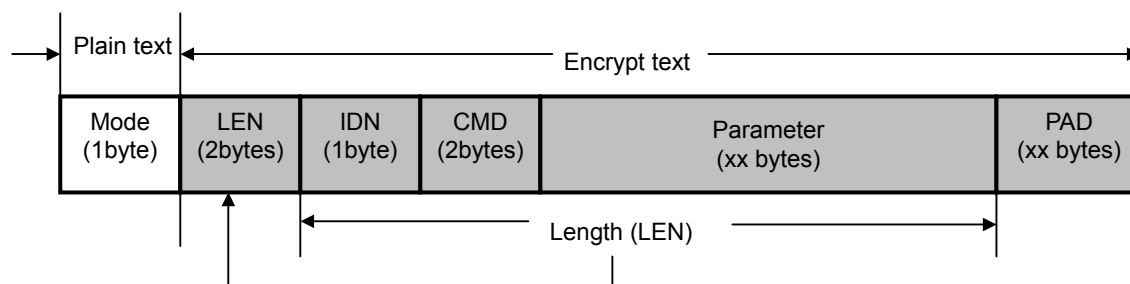 Plain text
Encrypt text
Mode
(1byte)
LEN
(2bytes)
IDN
(1byte)
CMD
(2bytes)
Parameter
(xx bytes)
PAD
(xx bytes)
Length (LEN)